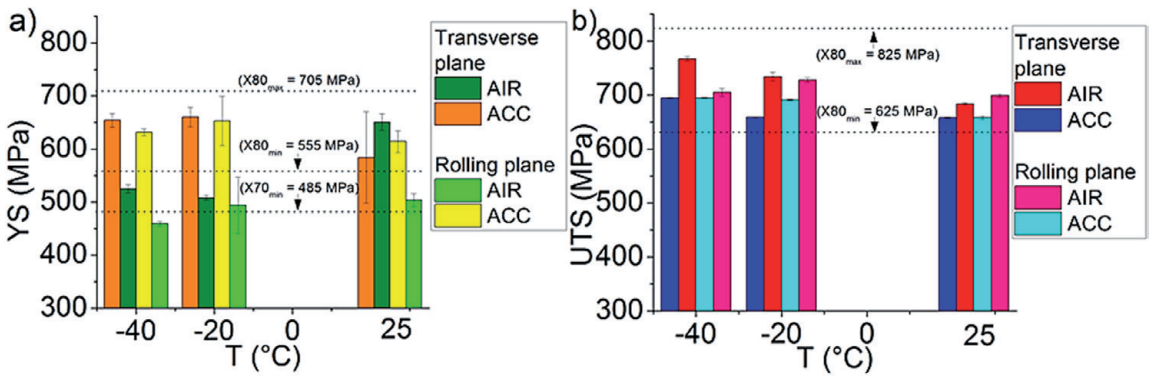 a)
YS (MPa)
800
700
600
500
400
300
(X80max = 705 MPa)
(X80min = 555 MPa)
(X70min = 485 MPa)
-40
-20
0
25
T (°C)
Transverse
plane
AIR
ACC
Rolling plane
AIR
ACC
b)
UTS (MPa)
800
700
600
500
400
300
(X80max = 825 MPa)
(X80min = 625 MPa)
-40
-20
0
25
T (°C)
Transverse
plane
AIR
ACC
Rolling plane
AIR
ACC